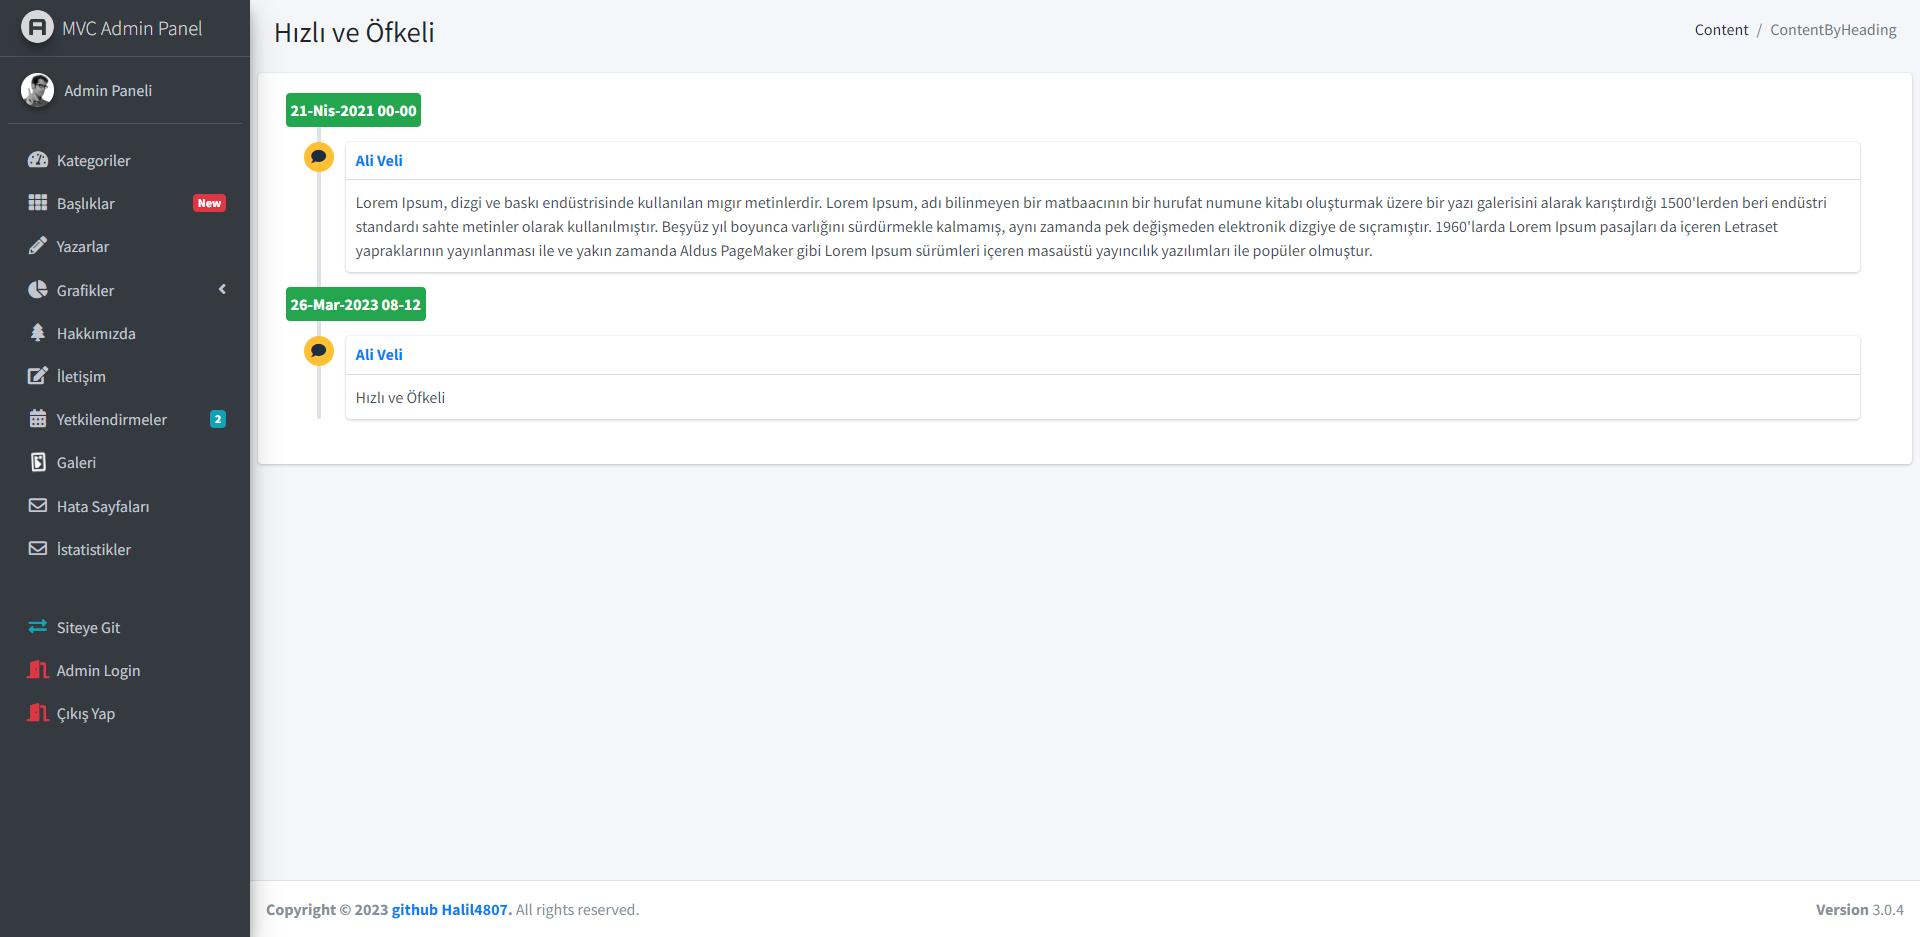 MVC Admin Panel
Admin Paneli
Kategoriler
Başlıklar New
Yazarlar
Grafikler
Hakkımızda
İletişim
Yetkilendirmeler 2
Galeri
Hata Sayfaları
İstatistikler
Siteye Git
Admin Login
Çıkış Yap
Hızlı ve Öfkeli
Content / ContentByHeading
21-Nis-2021 00-00
Ali Veli
Lorem Ipsum, dizgi ve baskı endüstrisinde kullanılan mıgır metinlerdir. Lorem Ipsum, adı bilinmeyen bir matbaacının bir hurufat numune kitabı oluşturmak üzere bir yazı galerisini alarak karıştırdığı 1500'lerden beri endüstri
standardı sahte metinler olarak kullanılmıştır. Beşyüz yıl boyunca varlığını sürdürmekle kalmamış, aynı zamanda pek değişmeden elektronik dizgiye de sıçramıştır. 1960'larda Lorem Ipsum pasajları da içeren Letraset
yapraklarının yayınlanması ile ve yakın zamanda Aldus PageMaker gibi Lorem Ipsum sürümleri içeren masaüstü yayıncılık yazılımları ile popüler olmuştur.
26-Mar-2023 08-12
Ali Veli
Hızlı ve Öfkeli
Copyright © 2023 github Halil4807. All rights reserved.
Version 3.0.4